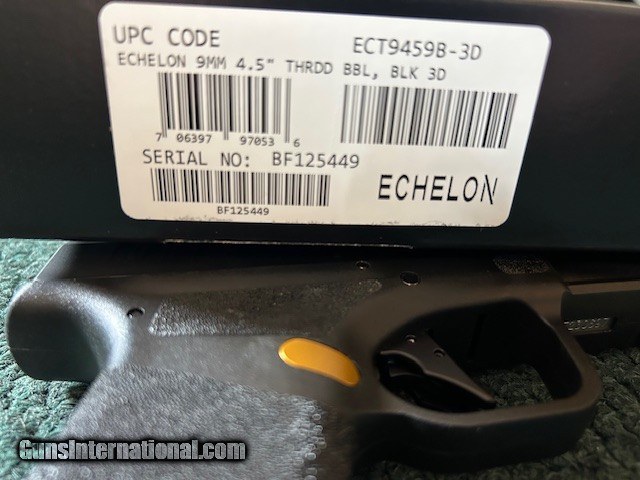 UPC CODE ECT9459B-3D
ECHELON 9MM 4.5" THRDD BBL, BLK 3D
7 06397 97053 6
SERIAL NO: BF125449
BF125449
ECHELON
GunsInternational.com